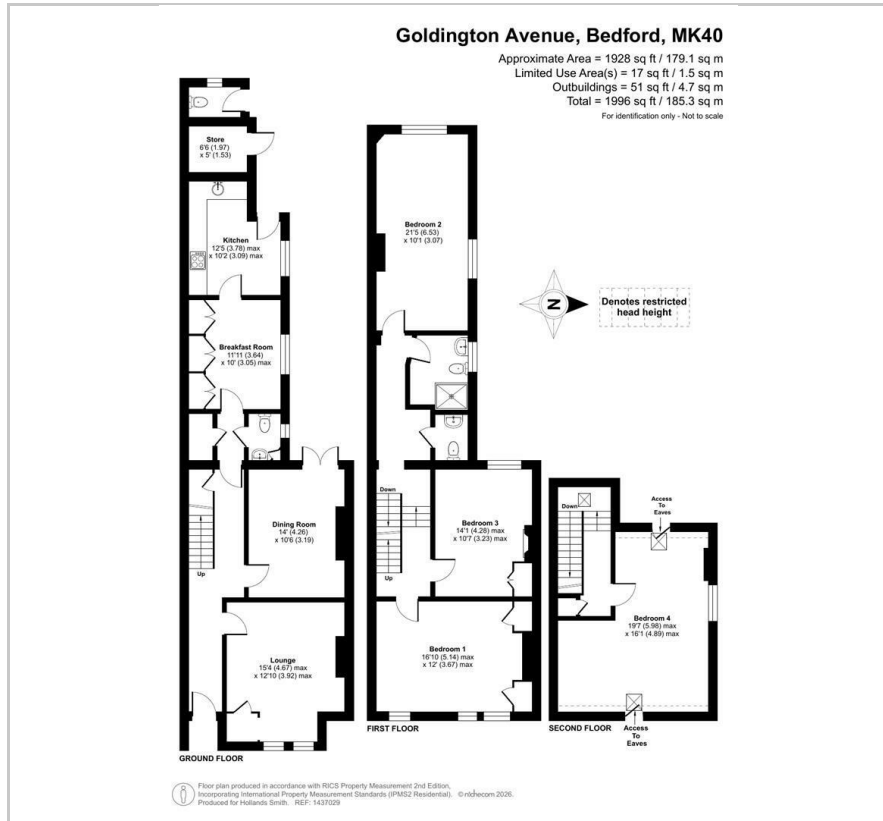 Goldington Avenue, Bedford, MK40
Approximate Area = 1928 sq ft / 179.1 sq m
Limited Use Area(s) = 17 sq ft / 1.5 sq m
Outbuildings = 51 sq ft / 4.7 sq m
Total = 1996 sq ft / 185.3 sq m
For identification only - Not to scale
Store
6'6 (1.97)
x 5' (1.53)
Kitchen
12'5 (3.78) max
x 10'2 (3.09) max
Breakfast Room
11'11 (3.64)
x 10' (3.05) max
Dining Room
14' (4.26)
x 10'6 (3.19)
Up
Lounge
15'4 (4.67) max
x 12'10 (3.92) max
GROUND FLOOR
Bedroom 2
21'5 (6.53)
x 10'1 (3.07)
Down
Bedroom 3
14'1 (4.28) max
x 10'7 (3.23) max
Up
Bedroom 1
16'10 (5.14) max
x 12' (3.67) max
FIRST FLOOR
N
Denotes restricted
head height
Down
Access
To
Eaves
Bedroom 4
19'7 (5.98) max
x 16'1 (4.89) max
Access
To
Eaves
SECOND FLOOR
Floor plan produced in accordance with RICS Property Measurement 2nd Edition,
Incorporating International Property Measurement Standards (IPMS2 Residential). © nichecom 2026.
Produced for Hollands Smith. REF: 1437029